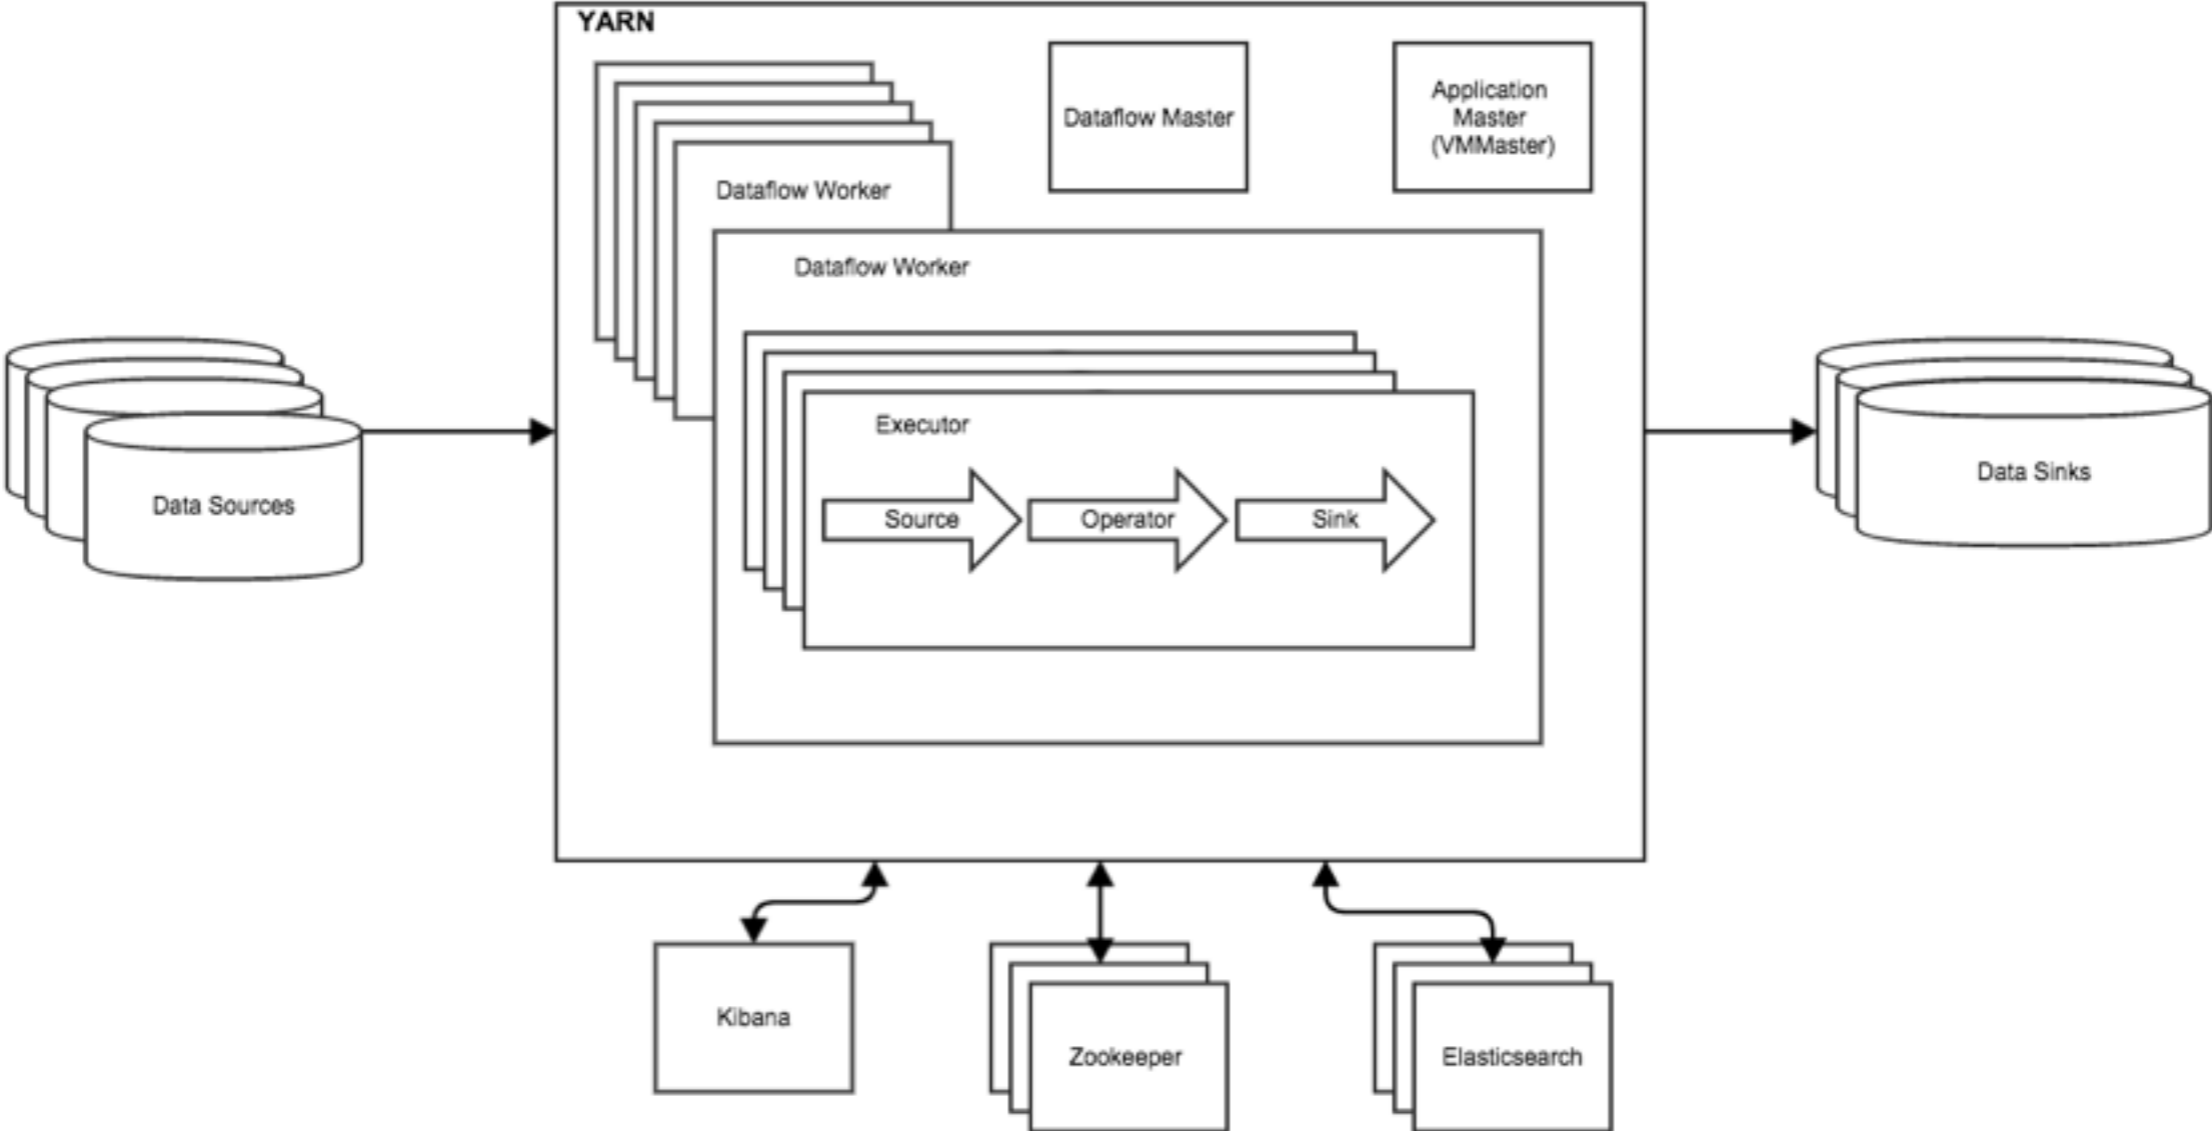 YARN
Dataflow Master
Application
Master
(VMMaster)
Dataflow Worker
Dataflow Worker
Executor
Source
Operator
Sink
Data Sources
Data Sinks
Kibana
Zookeeper
Elasticsearch